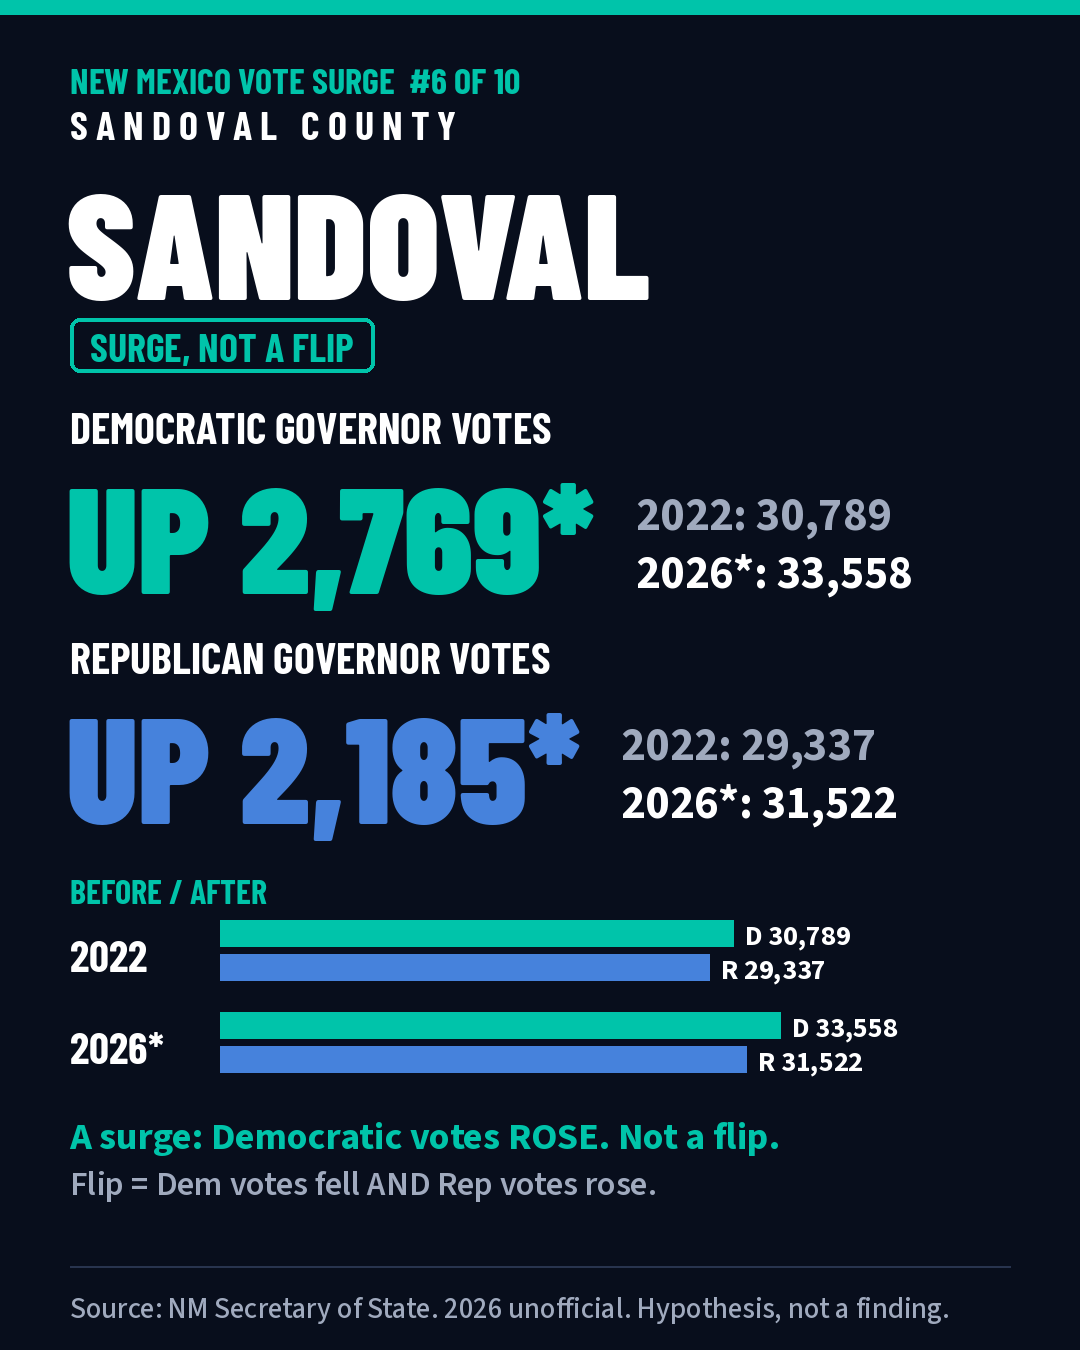 NEW MEXICO VOTE SURGE #6 OF 10
SANDOVAL COUNTY
SANDOVAL
SURGE, NOT A FLIP
DEMOCRATIC GOVERNOR VOTES
UP 2,769*
2022: 30,789
2026*: 33,558
REPUBLICAN GOVERNOR VOTES
UP 2,185*
2022: 29,337
2026*: 31,522
BEFORE / AFTER
2022
D 30,789
R 29,337
2026*
D 33,558
R 31,522
A surge: Democratic votes ROSE. Not a flip.
Flip = Dem votes fell AND Rep votes rose.
Source: NM Secretary of State. 2026 unofficial. Hypothesis, not a finding.